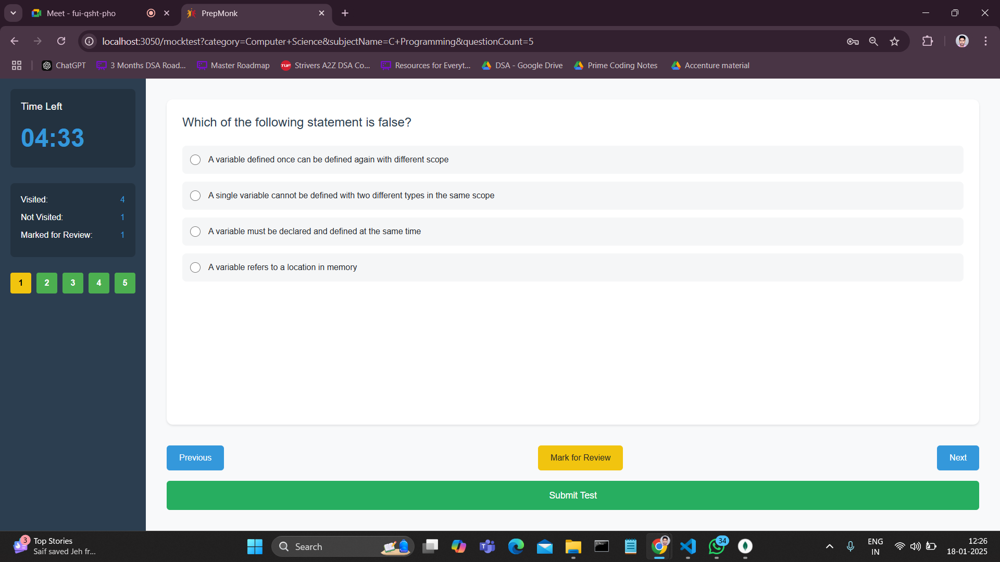 Meet - fui-qsht-pho
PrepMonk
localhost:3050/mocktest?category=Computer+Science&subjectName=C+Programming&questionCount=5
ChatGPT
3 Months DSA Road...
Master Roadmap
TUF
Strivers A2Z DSA Co...
Resources for Everyt...
DSA - Google Drive
Prime Coding Notes
Accenture material
Time Left
04:33
Visited: 4
Not Visited: 1
Marked for Review: 1
1 2 3 4 5
Which of the following statement is false?
A variable defined once can be defined again with different scope
A single variable cannot be defined with two different types in the same scope
A variable must be declared and defined at the same time
A variable refers to a location in memory
Previous
Mark for Review
Next
Submit Test
3
Top Stories
Saif saved Jeh fr...
Search
34
ENG
IN
12:26
18-01-2025